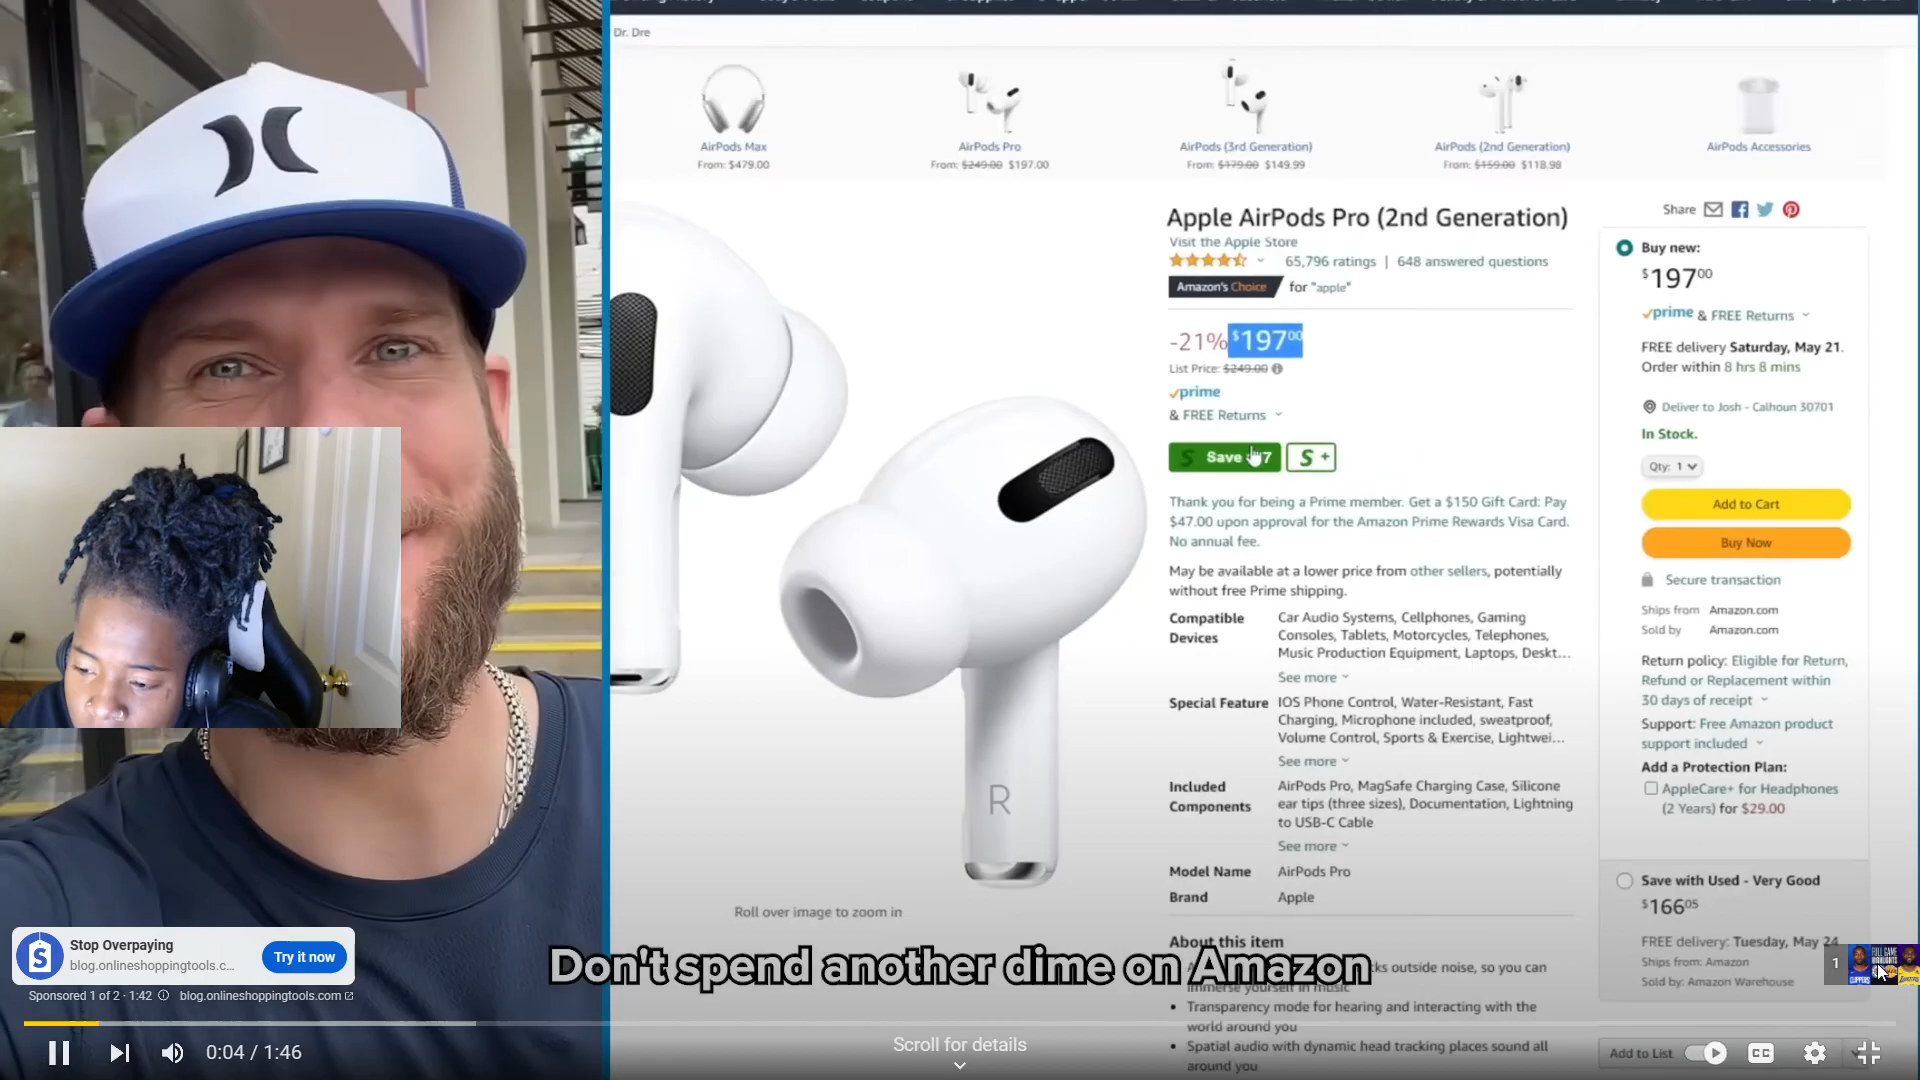 Dr. Dre
AirPods Max
From: $479.00
AirPods Pro
From: $249.00 $197.00
AirPods (3rd Generation)
From: $179.00 $149.99
AirPods (2nd Generation)
From: $159.00 $118.98
AirPods Accessories
Apple AirPods Pro (2nd Generation)
Visit the Apple Store
65,796 ratings | 648 answered questions
Amazon's Choice for "apple"
-21% $197⁰⁰
List Price: $249.00
prime
& FREE Returns
Save 7
S +
Thank you for being a Prime member. Get a $150 Gift Card: Pay
$47.00 upon approval for the Amazon Prime Rewards Visa Card.
No annual fee.
May be available at a lower price from other sellers, potentially
without free Prime shipping.
Compatible Devices
Car Audio Systems, Cellphones, Gaming
Consoles, Tablets, Motorcycles, Telephones,
Music Production Equipment, Laptops, Deskt...
See more
Special Feature
IOS Phone Control, Water-Resistant, Fast
Charging, Microphone included, sweatproof,
Volume Control, Sports & Exercise, Lightwei...
See more
Included Components
AirPods Pro, MagSafe Charging Case, Silicone
ear tips (three sizes), Documentation, Lightning
to USB-C Cable
See more
Model Name AirPods Pro
Brand Apple
About this item
cks outside noise, so you can
immerse yourself in music
Transparency mode for hearing and interacting with the
world around you
Spatial audio with dynamic head tracking places sound all
around you
R
Roll over image to zoom in
Share
Buy new:
$197⁰⁰
prime & FREE Returns
FREE delivery Saturday, May 21.
Order within 8 hrs 8 mins
Deliver to Josh - Calhoun 30701
In Stock.
Qty: 1
Add to Cart
Buy Now
Secure transaction
Ships from Amazon.com
Sold by Amazon.com
Return policy: Eligible for Return,
Refund or Replacement within
30 days of receipt
Support: Free Amazon product
support included
Add a Protection Plan:
AppleCare+ for Headphones
(2 Years) for $29.00
Save with Used - Very Good
$166⁰⁵
FREE delivery: Tuesday, May 24
Ships from: Amazon
Sold by: Amazon Warehouse
Add to List
Don't spend another dime on Amazon
S
Stop Overpaying
blog.onlineshoppingtools.c...
Try it now
Sponsored 1 of 2 · 1:42
blog.onlineshoppingtools.com
1
FULL GAME
CLIPPERS
0:04 / 1:46
Scroll for details
CC